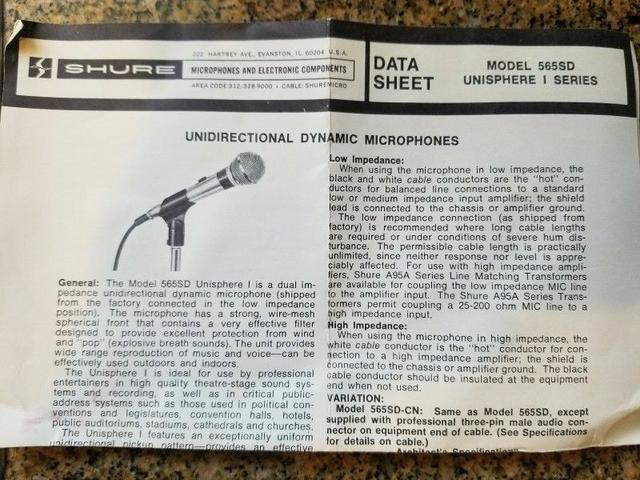 SHURE
222 HARTREY AVE., EVANSTON, IL 60204 U.S.A.
MICROPHONES AND ELECTRONIC COMPONENTS
AREA CODE 312/328-9000 • CABLE: SHUREMICRO
DATA
SHEET
MODEL 565SD
UNISPHERE I SERIES
UNIDIRECTIONAL DYNAMIC MICROPHONES
General: The Model 565SD Unisphere I is a dual im-
pedance unidirectional dynamic microphone (shipped
from the factory connected in the low impedance
position). The microphone has a strong, wire-mesh
spherical front that contains a very effective filter
designed to provide excellent protection from wind
and "pop" (explosive breath sounds). The unit provides
wide range reproduction of music and voice—can be
effectively used outdoors and indoors.
The Unisphere I is ideal for use by professional
entertainers in high quality theatre-stage sound sys-
tems and recording, as well as in critical public-
address systems such as those used in political con-
ventions and legislatures, convention halls, hotels,
public auditoriums, stadiums, cathedrals and churches.
The Unisphere I features an exceptionally uniform
unidirectional pickup pattern—provides an effective
Low Impedance:
When using the microphone in low impedance, the
black and white cable conductors are the "hot" con-
ductors for balanced line connections to a standard
low or medium impedance input amplifier; the shield
lead is connected to the chassis or amplifier ground.
The low impedance connection (as shipped from
factory) is recommended where long cable lengths
are required or under conditions of severe hum dis-
turbance. The permissible cable length is practically
unlimited, since neither response nor level is appre-
ciably affected. For use with high impedance ampli-
fiers, Shure A95A Series Line Matching Transformers
are available for coupling the low impedance MIC line
to the amplifier input. The Shure A95A Series Trans-
formers permit coupling a 25-200 ohm MIC line to a
high impedance input.
High Impedance:
When using the microphone in high impedance, the
white cable conductor is the "hot" conductor for con-
nection to a high impedance amplifier; the shield is
connected to the chassis or amplifier ground. The black
cable conductor should be insulated at the equipment
end when not used.
VARIATION:
Model 565SD-CN: Same as Model 565SD, except
supplied with professional three-pin male audio con-
nector on equipment end of cable. (See Specifications
for details on cable.)
Architect's Specifications